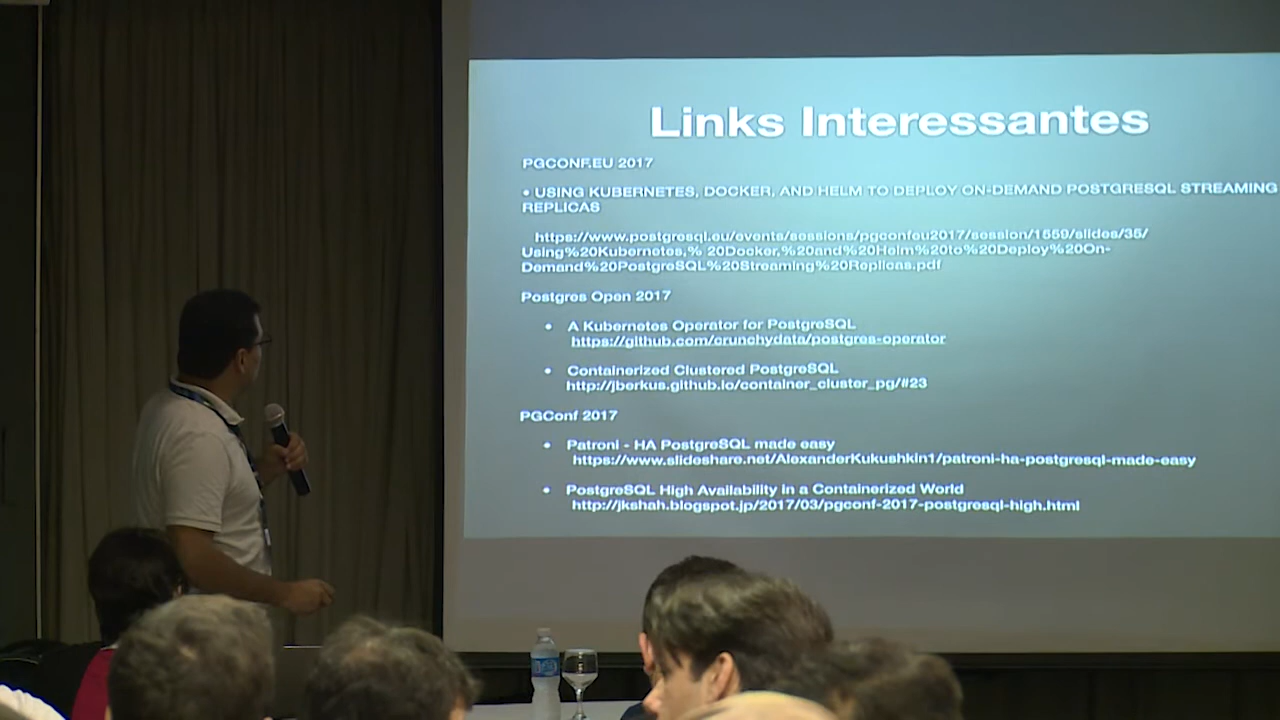 Links Interessantes
PGCONF.EU 2017
• USING KUBERNETES, DOCKER, AND HELM TO DEPLOY ON-DEMAND POSTGRESQL STREAMING
REPLICAS
https://www.postgresql.eu/events/sessions/pgconfeu2017/session/1559/slides/35/
Using%20Kubernetes,% 20Docker,%20and%20Helm%20to%20Deploy%20On-
Demand%20PostgreSQL%20Streaming%20Replicas.pdf
Postgres Open 2017
• A Kubernetes Operator for PostgreSQL
https://github.com/crunchydata/postgres-operator
• Containerized Clustered PostgreSQL
http://jberkus.github.io/container_cluster_pg/#23
PGConf 2017
• Patroni - HA PostgreSQL made easy
https://www.slideshare.net/AlexanderKukushkin1/patroni-ha-postgresql-made-easy
• PostgreSQL High Availability in a Containerized World
http://jkshah.blogspot.jp/2017/03/pgconf-2017-postgresql-high.html